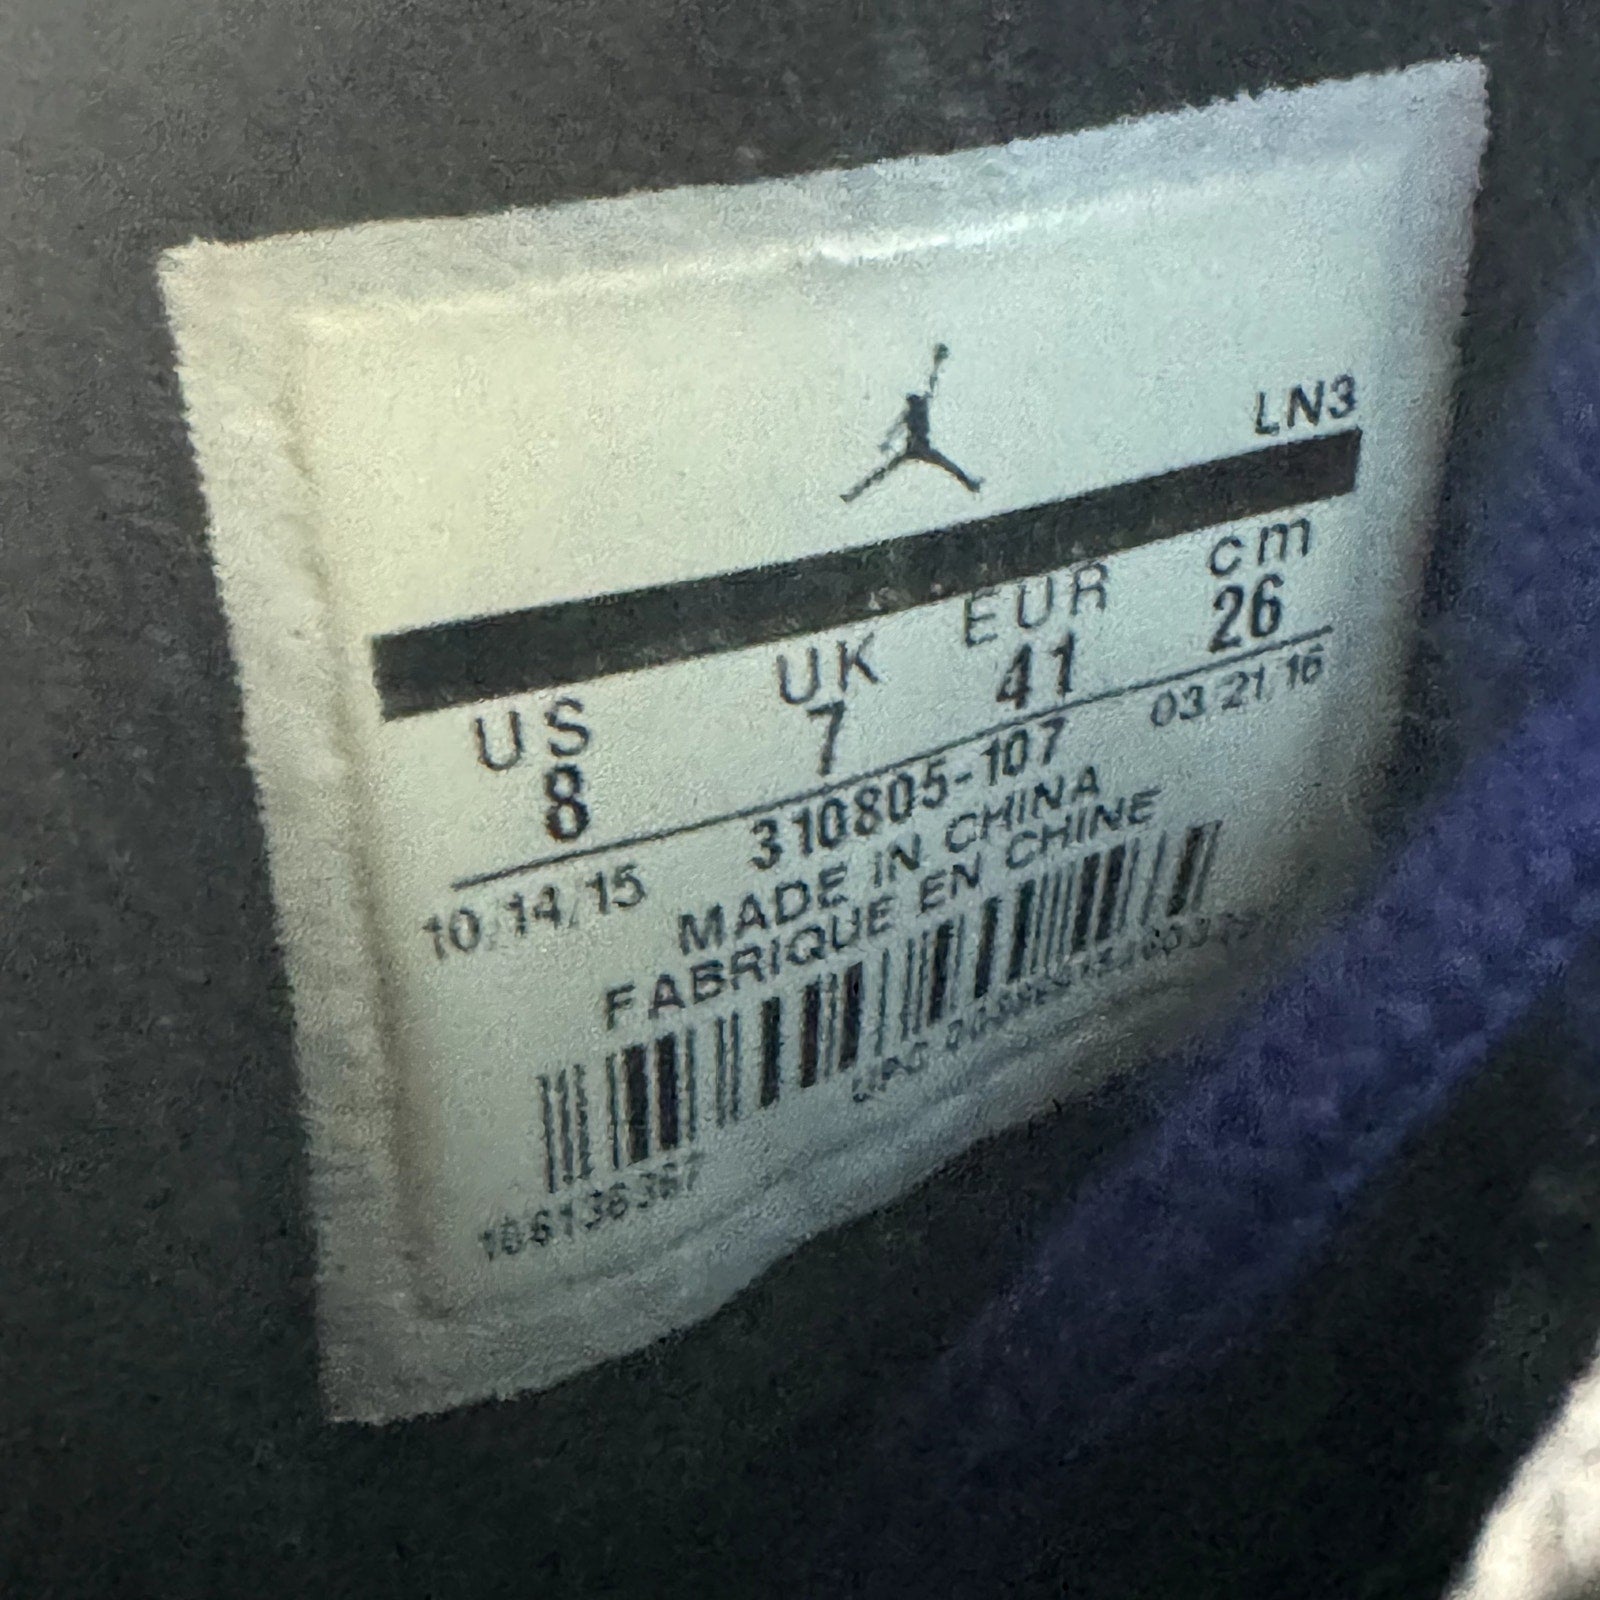 LN3
US UK EUR cm
8 7 41 26
10/14/15 310805-107 03/21/16
MADE IN CHINA
FABRIQUE EN CHINE
106136367